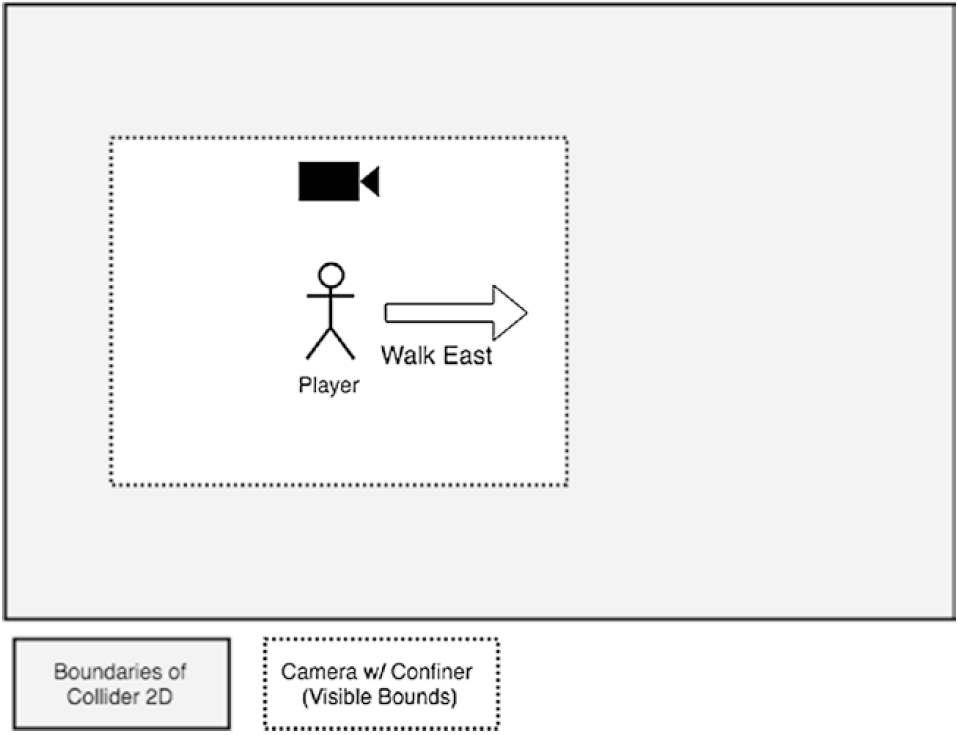 Walk East
Player
Boundaries of
Collider 2D
Camera w/ Confiner
(Visible Bounds)